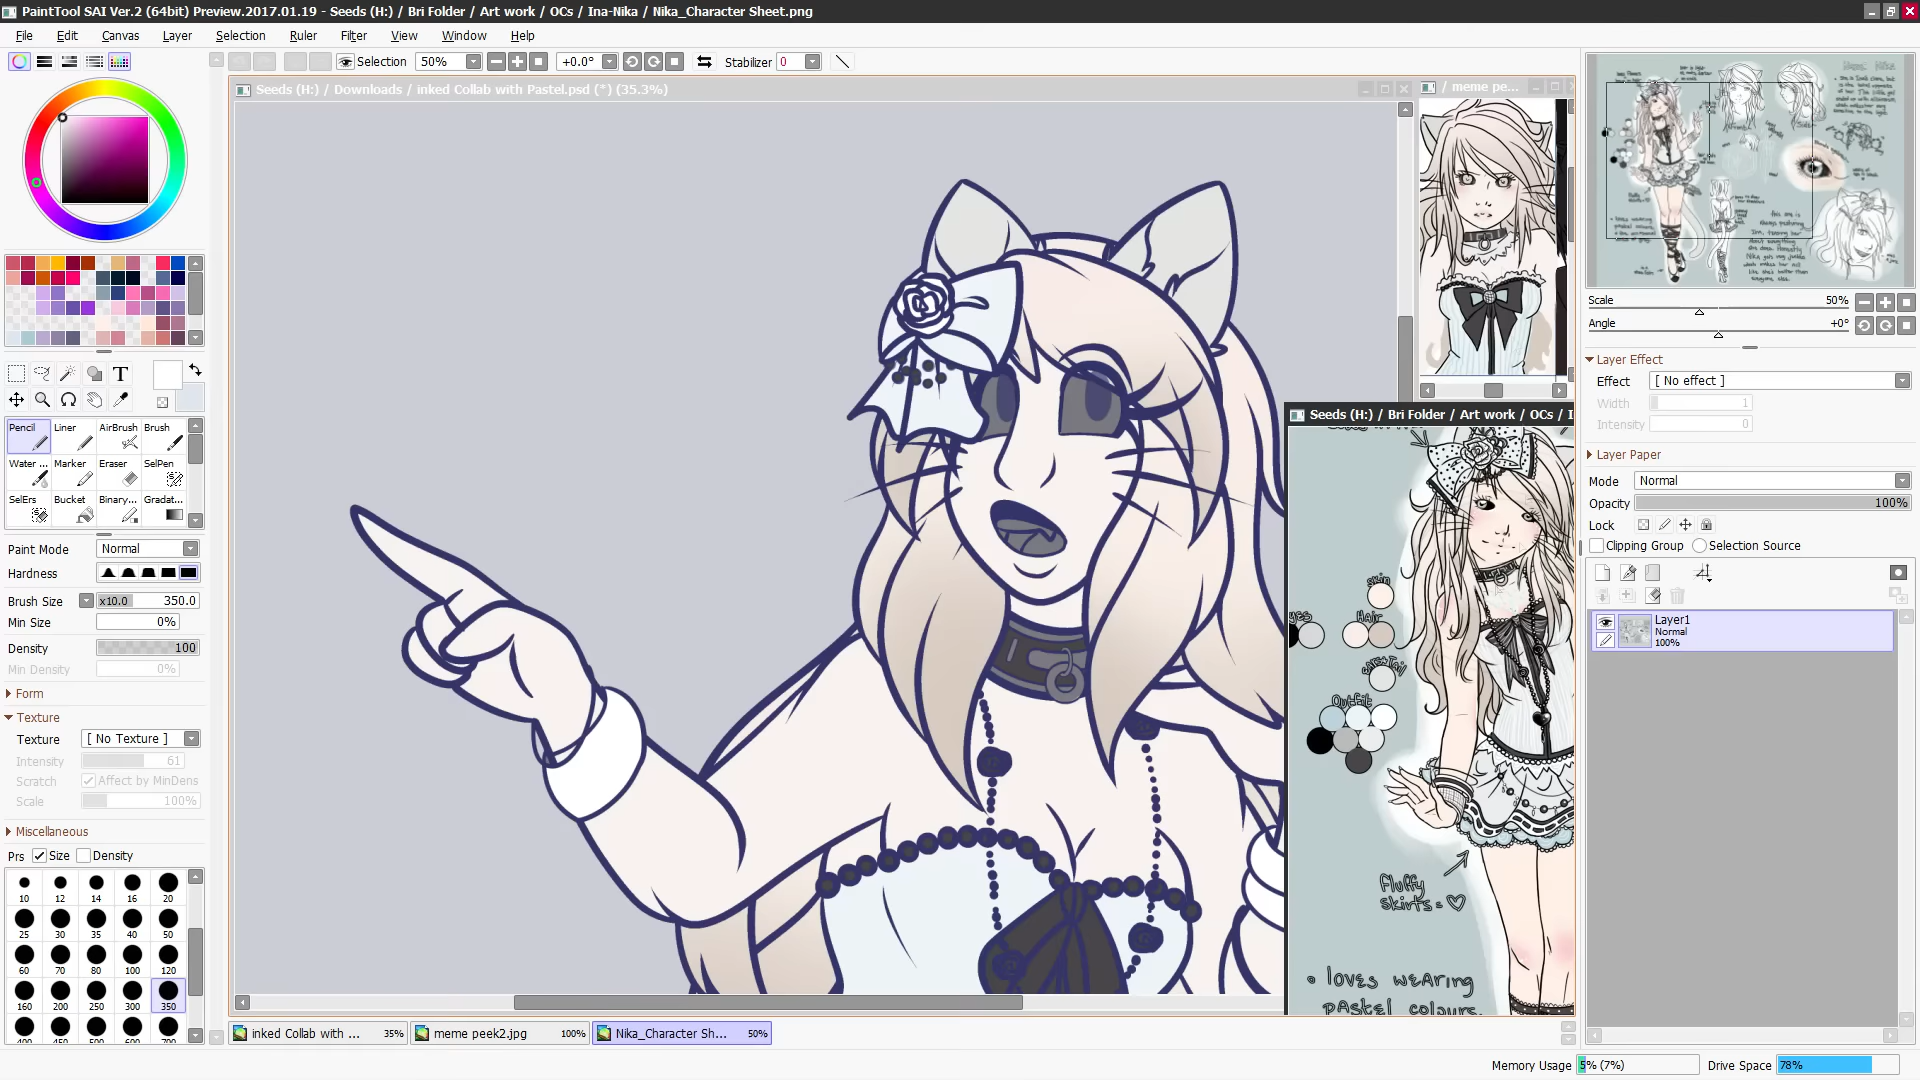 PaintTool SAI Ver.2 (64bit) Preview.2017.01.19 - Seeds (H:) / Bri Folder / Art work / OCs / Ina-Nika / Nika_Character Sheet.png
File Edit Canvas Layer Selection Ruler Filter View Window Help
Selection 50% +0.0° Stabilizer 0
Seeds (H:) / Downloads / inked Collab with Pastel.psd (*) (35.3%)
/ meme pe...
Scale 50%
Angle +0°
Layer Effect
Effect [ No effect ]
Width 1
Intensity 0
Layer Paper
Mode Normal
Opacity 100%
Lock
Clipping Group Selection Source
Layer1
Normal
100%
T
Pencil Liner AirBrush Brush
Water ... Marker Eraser SelPen
SelErs Bucket Binary... Gradat...
Paint Mode Normal
Hardness
Brush Size x10.0 350.0
Min Size 0%
Density 100
Min Density 0%
Form
Texture
Texture [ No Texture ]
Intensity 61
Scratch Affect by MinDens
Scale 100%
Miscellaneous
Prs Size Density
10 12 14 16 20
25 30 35 40 50
60 70 80 100 120
160 200 250 300 350
400 450 500 600 700
Seeds (H:) / Bri Folder / Art work / OCs / I
skin
yes
Hair
Outfit
Fluffy
skirts = ♡
• loves wearing
pastel colours.
inked Collab with ... 35%
meme peek2.jpg 100%
Nika_Character Sh... 50%
Memory Usage 5% (7%) Drive Space 78%